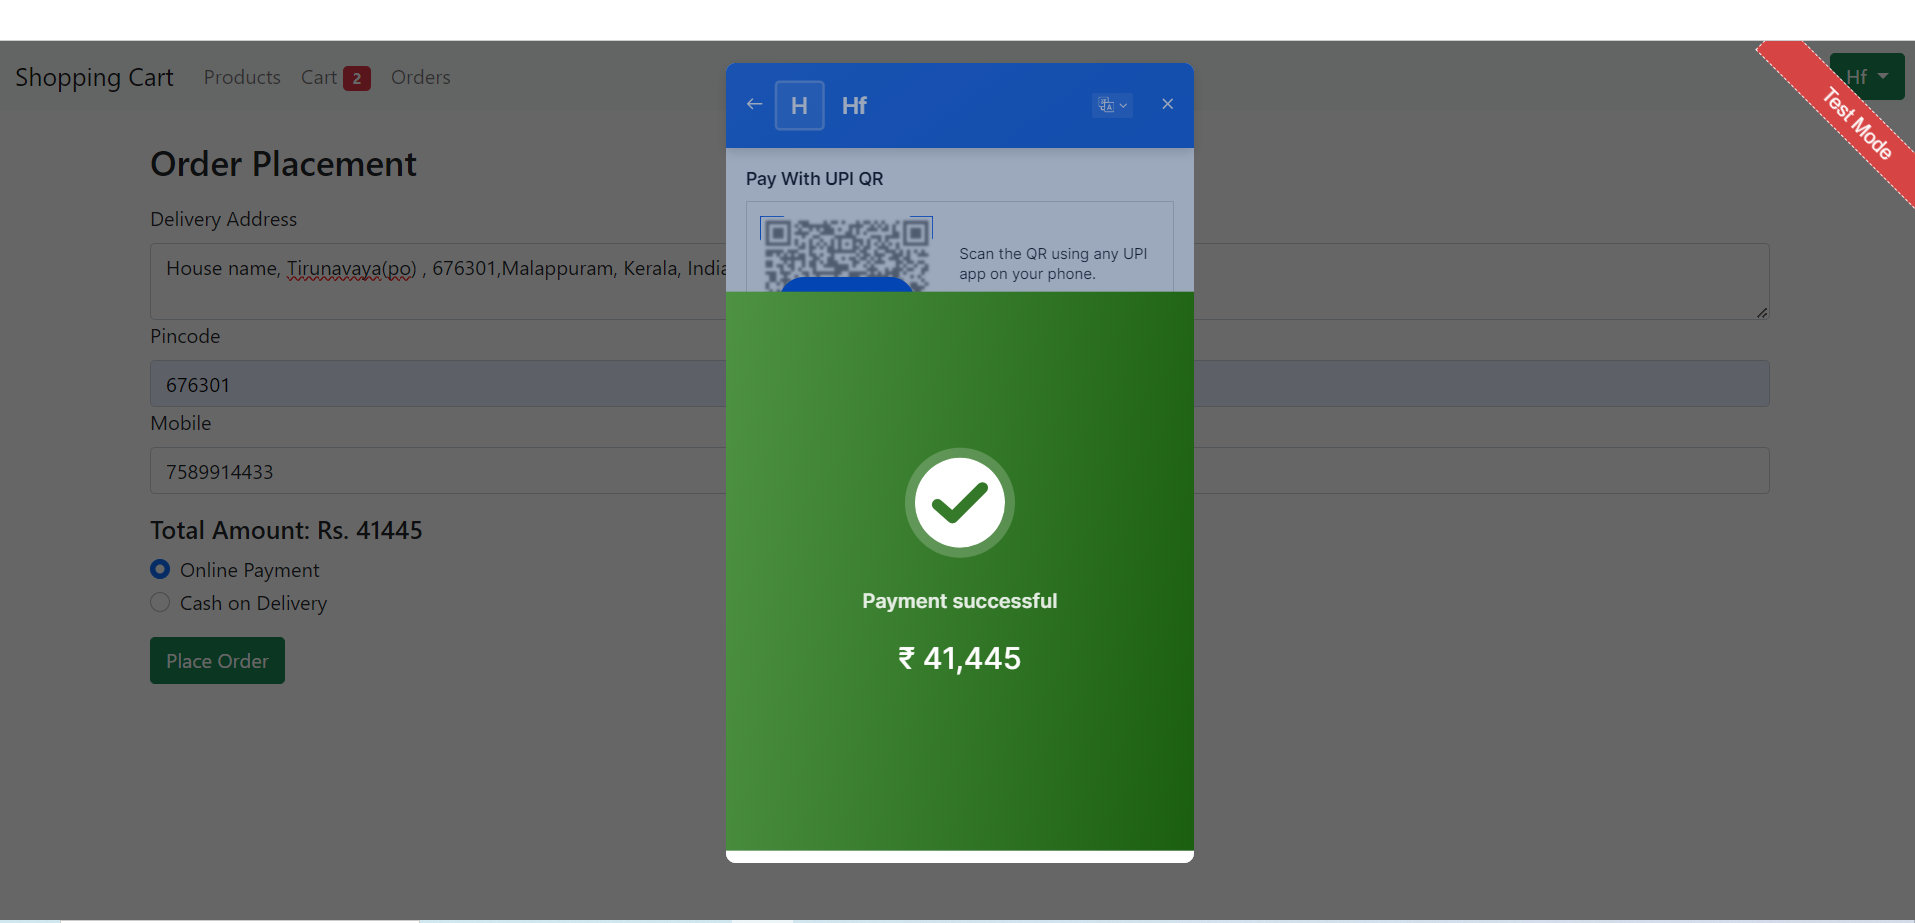 Shopping Cart Products Cart 2 Orders
Hf
Test Mode
H Hf
Order Placement
Delivery Address
House name, Tirunavaya(po) , 676301,Malappuram, Kerala, India
Pincode
676301
Mobile
7589914433
Total Amount: Rs. 41445
Online Payment
Cash on Delivery
Place Order
Pay With UPI QR
Scan the QR using any UPI
app on your phone.
Payment successful
₹ 41,445